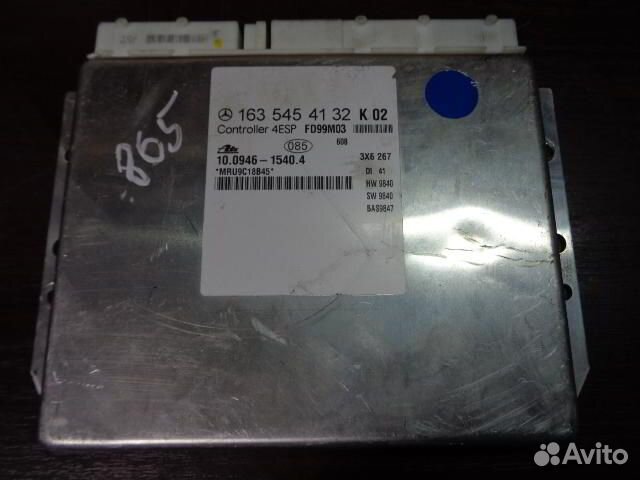 163 545 41 32 K 02
Controller 4ESP FD99M03
Ate 085 608
10.0946-1540.4 3X6 267
*MRU9C18B45* DI 41
HW 9840
SW 9840
BAS9847
865
Avito